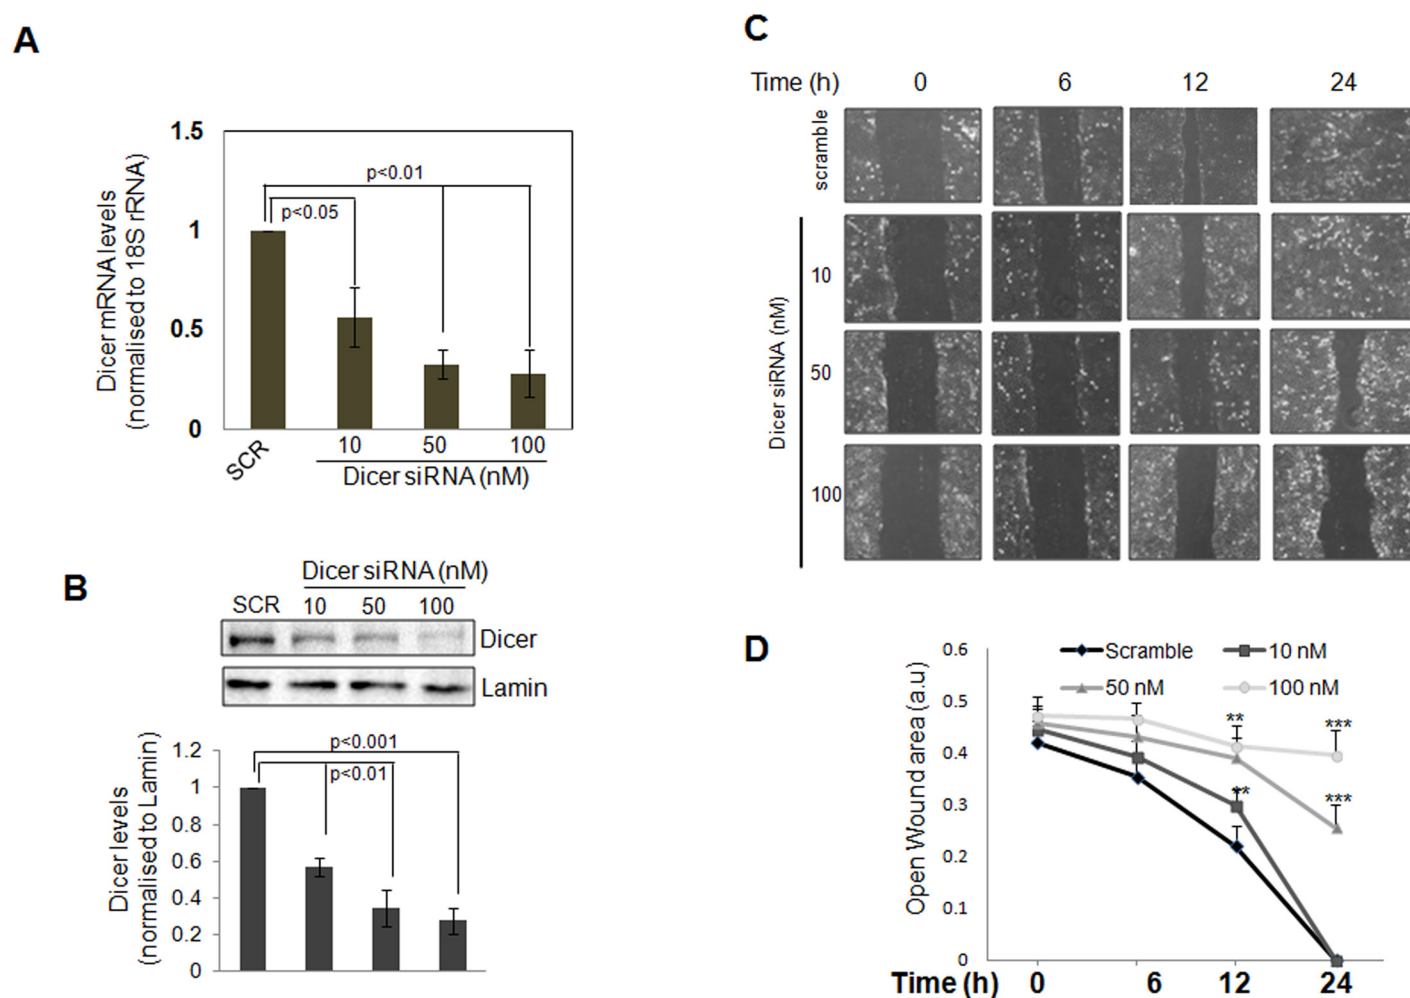 A
1.5
1
0.5
0
Dicer mRNA levels
(normalised to 18S rRNA)
p<0.01
p<0.05
SCR
10 50 100
Dicer siRNA (nM)
B
Dicer siRNA (nM)
SCR 10 50 100
Dicer
Lamin
1.2
1
0.8
0.6
0.4
0.2
0
Dicer levels
(normalised to Lamin)
p<0.001
p<0.01
C
Time (h) 0 6 12 24
scramble
Dicer siRNA (nM)
10
50
100
D
Scramble 10 nM
50 nM 100 nM
0.6
0.5
0.4
0.3
0.2
0.1
0
Open Wound area (a.u)
** ***
** ***
Time (h) 0 6 12 24